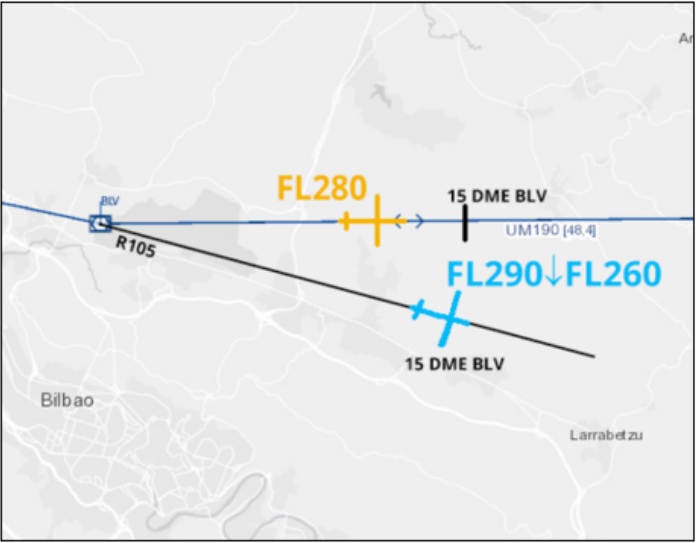 Ar
FL280
15 DME BLV
BLV
UM190 [48,4]
R105
FL290↓FL260
15 DME BLV
Bilbao
Larrabetzu